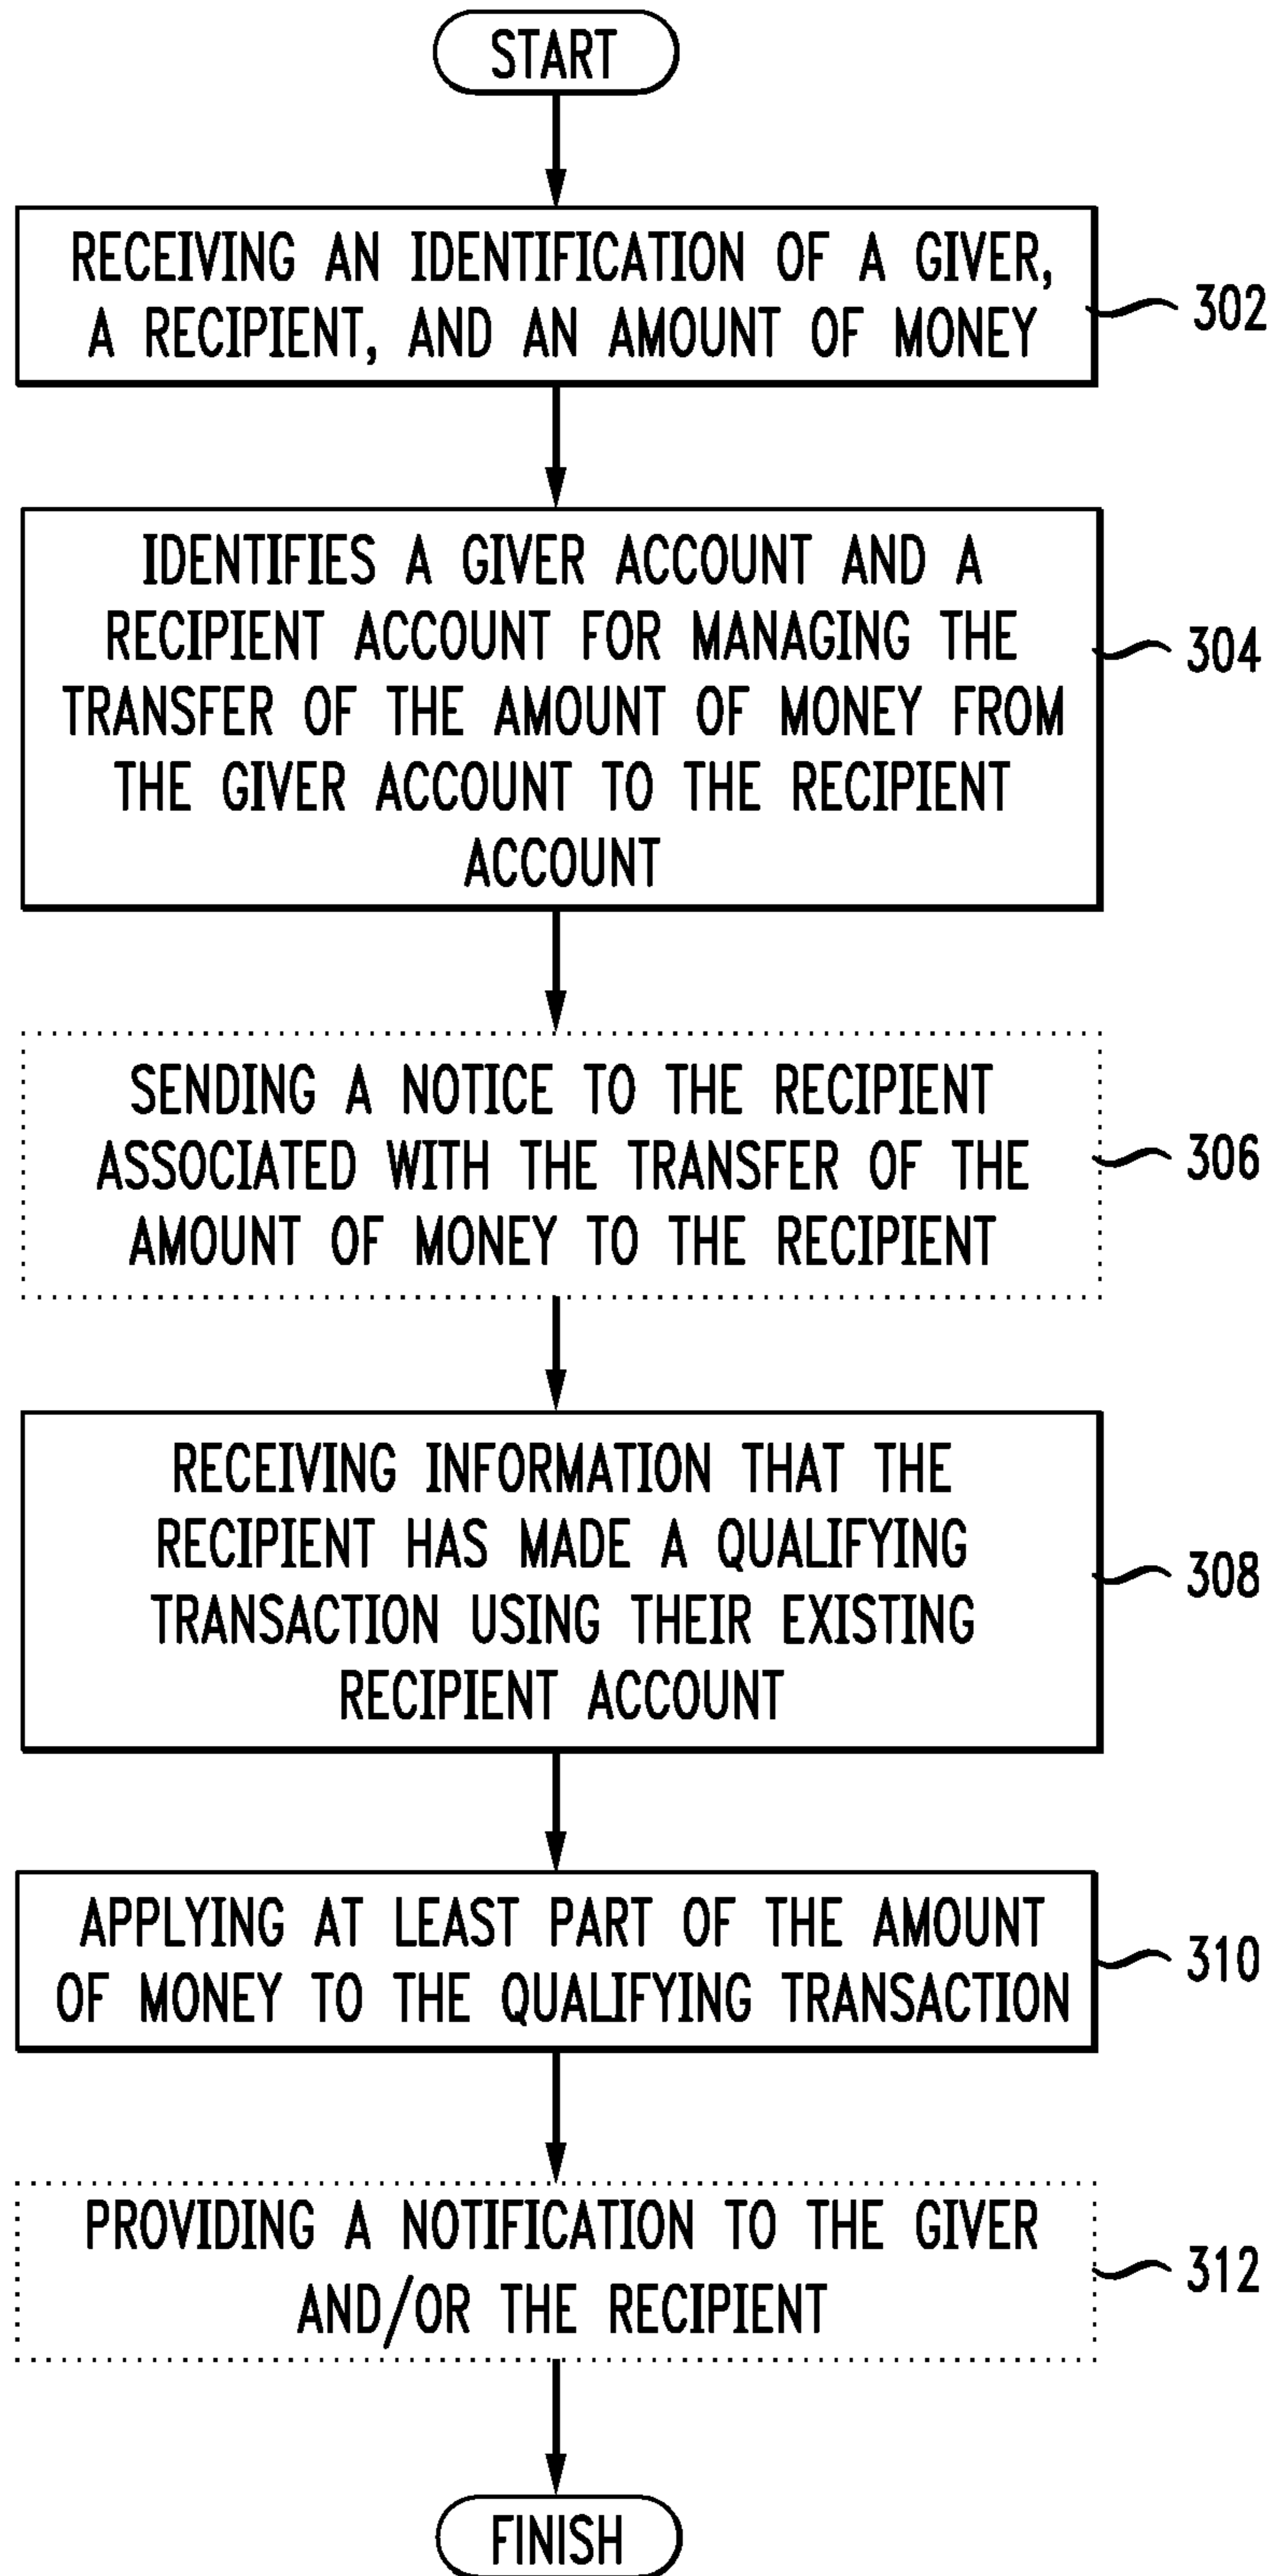 START
RECEIVING AN IDENTIFICATION OF A GIVER,
A RECIPIENT, AND AN AMOUNT OF MONEY
302
IDENTIFIES A GIVER ACCOUNT AND A
RECIPIENT ACCOUNT FOR MANAGING THE
TRANSFER OF THE AMOUNT OF MONEY FROM
THE GIVER ACCOUNT TO THE RECIPIENT
ACCOUNT
304
SENDING A NOTICE TO THE RECIPIENT
ASSOCIATED WITH THE TRANSFER OF THE
AMOUNT OF MONEY TO THE RECIPIENT
306
RECEIVING INFORMATION THAT THE
RECIPIENT HAS MADE A QUALIFYING
TRANSACTION USING THEIR EXISTING
RECIPIENT ACCOUNT
308
APPLYING AT LEAST PART OF THE AMOUNT
OF MONEY TO THE QUALIFYING TRANSACTION
310
PROVIDING A NOTIFICATION TO THE GIVER
AND/OR THE RECIPIENT
312
FINISH